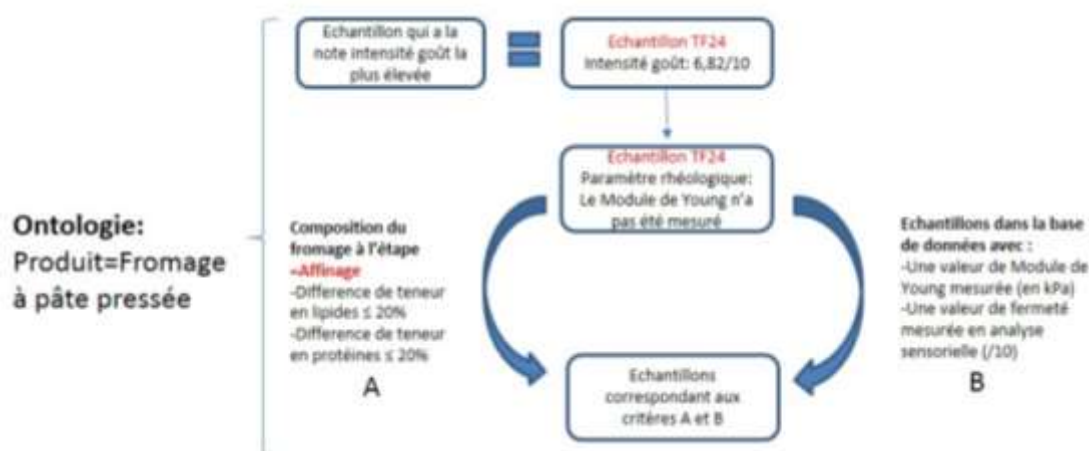 Echantillon qui a la
note intensité goût la
plus élevée
Echantillon TF24
Intensité goût: 6,82/10
Echantillon TF24
Paramètre rhéologique:
Le Module de Young n'a
pas été mesuré
Ontologie:
Produit=Fromage
à pâte pressée
Composition du
fromage à l'étape
=Affinage
-Difference de teneur
en lipides ≤ 20%
-Difference de teneur
en protéines ≤ 20%
A
Echantillons dans la base
de données avec :
-Une valeur de Module de
Young mesurée (en kPa)
-Une valeur de fermeté
mesurée en analyse
sensorielle (/10)
B
Echantillons
correspondant aux
critères A et B